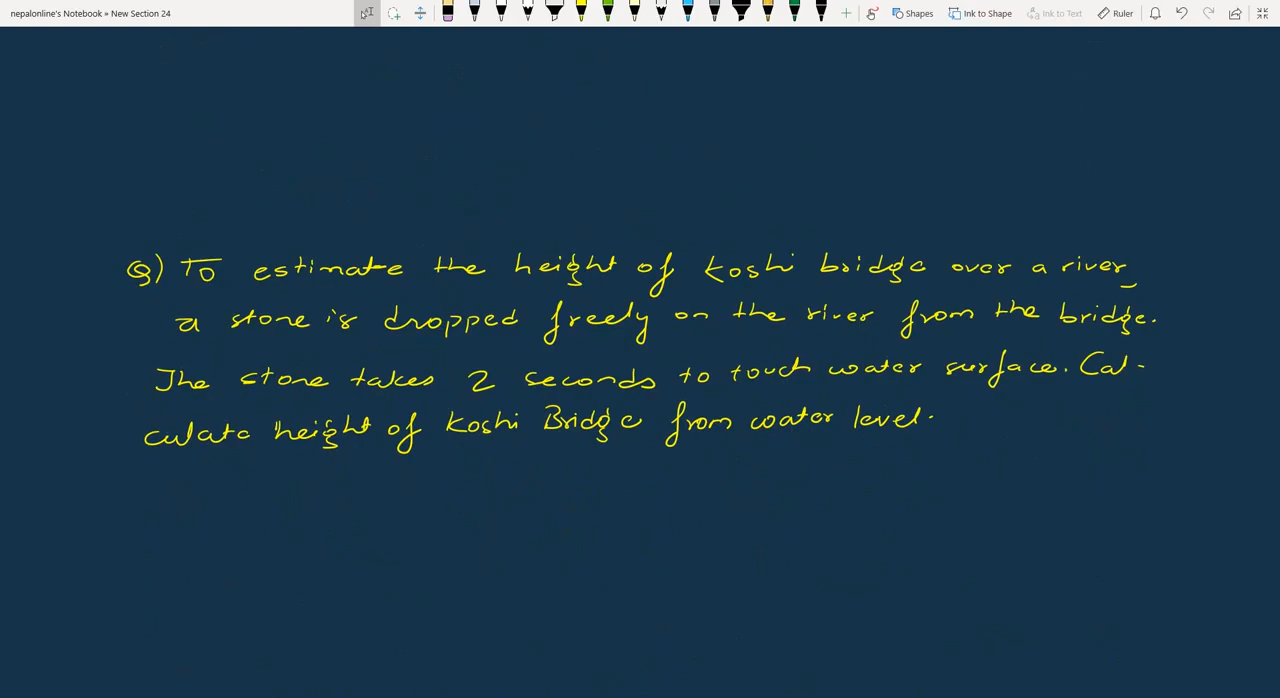 nepalonline's Notebook » New Section 24
Shapes Ink to Shape Ink to Text Ruler
Q) To estimate the height of Koshi bridge over a river,
a stone is dropped freely on the river from the bridge.
The stone takes 2 seconds to touch water surface. Cal-
culate height of Koshi Bridge from water level.